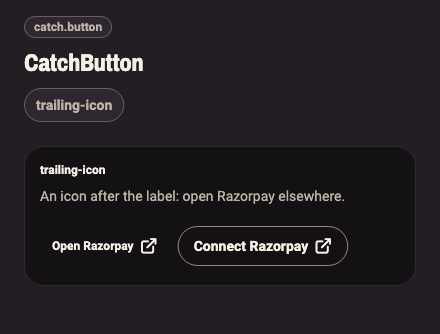 catch.button
CatchButton
trailing-icon
trailing-icon
An icon after the label: open Razorpay elsewhere.
Open Razorpay
Connect Razorpay